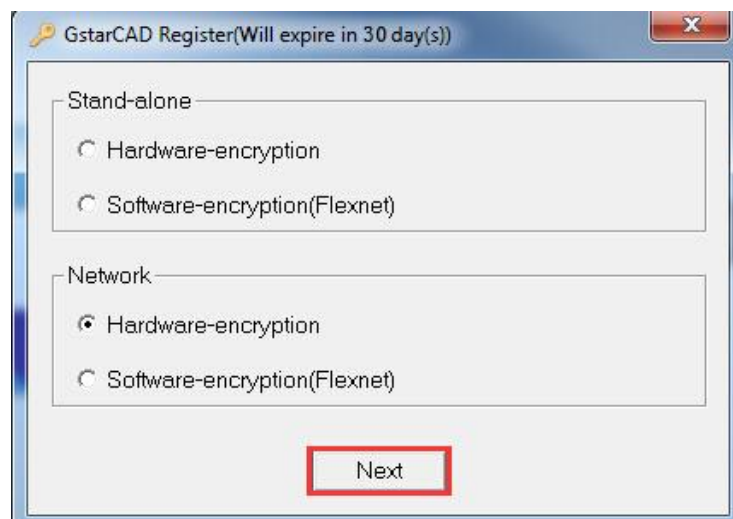 GstarCAD Register(Will expire in 30 day(s))
Stand-alone
Hardware-encryption
Software-encryption(Flexnet)
Network
Hardware-encryption
Software-encryption(Flexnet)
Next